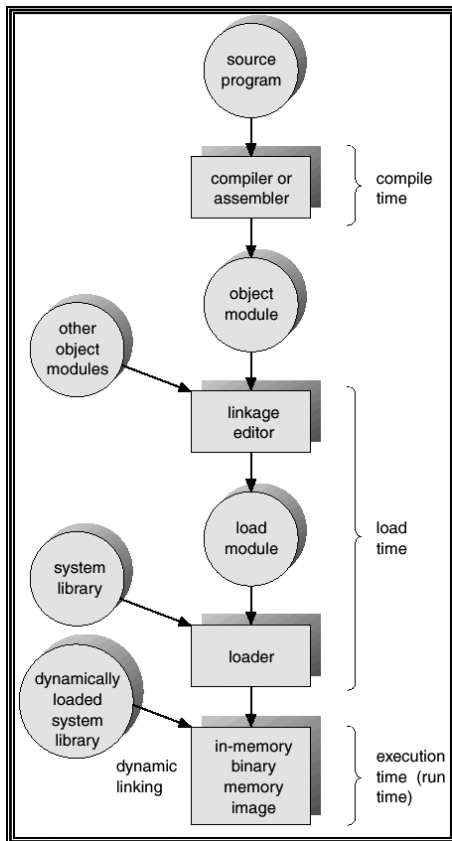 source
program
compiler or
assembler
compile
time
object
module
other
object
modules
linkage
editor
load
module
load
time
system
library
loader
dynamically
loaded
system
library
dynamic
linking
in-memory
binary
memory
image
execution
time (run
time)